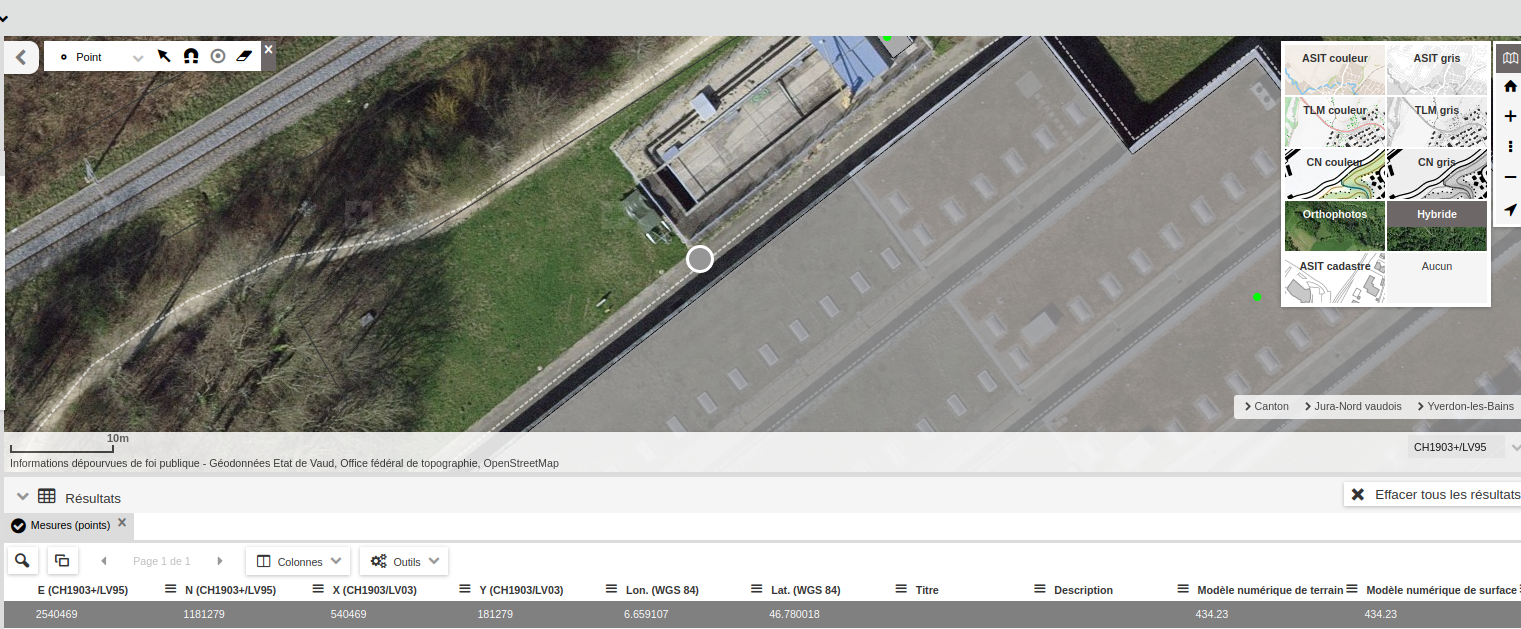 Point
×
ASIT couleur
ASIT gris
TLM couleur
TLM gris
CN couleur
CN gris
Orthophotos
Hybride
ASIT cadastre
Aucun
Canton
Jura-Nord vaudois
Yverdon-les-Bains
10m
CH1903+/LV95
Informations dépourvues de foi publique - Géodonnées Etat de Vaud, Office fédéral de topographie, OpenStreetMap
Résultats
Effacer tous les résultats
Mesures (points)
Page 1 de 1
Colonnes
Outils
E (CH1903+/LV95) N (CH1903+/LV95) X (CH1903/LV03) Y (CH1903/LV03) Lon. (WGS 84) Lat. (WGS 84) Titre Description Modèle numérique de terrain Modèle numérique de surface
2540469 1181279 540469 181279 6.659107 46.780018 434.23 434.23